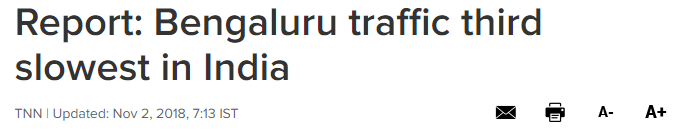 Report: Bengaluru traffic third
slowest in India
TNN | Updated: Nov 2, 2018, 7:13 IST
A- A+